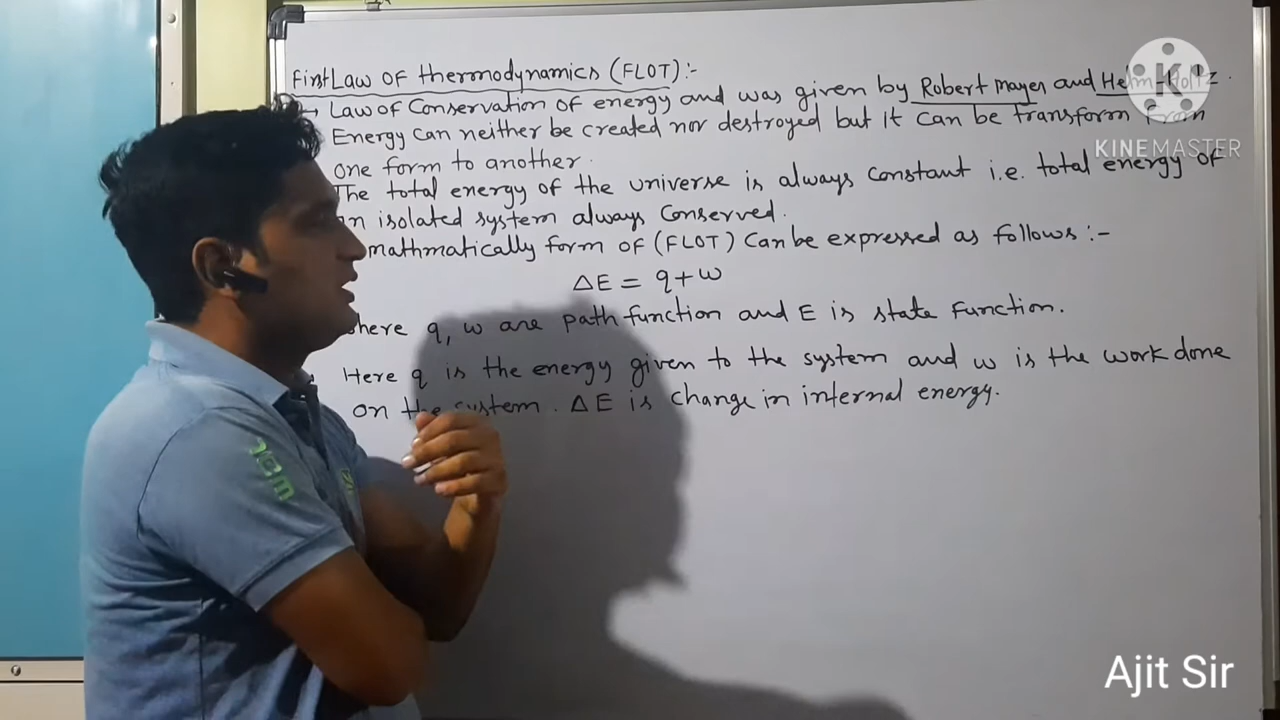 First Law OF thermodynamics (FLOT):-
Law of Conservation of energy and was given by Robert Mayer and
Energy can neither be created nor destroyed but it can be transform From
one form to another.
The total energy of the universe is always constant i.e. total energy of
an isolated system always Conserved.
mathmatically form of (FLOT) Can be expressed as follows:-
ΔE = q+w
where q, w are path function and E is state Function.
Here q is the energy given to the system and w is the work done
on the system. ΔE is change in internal energy.
K
KINEMASTER
Ajit Sir